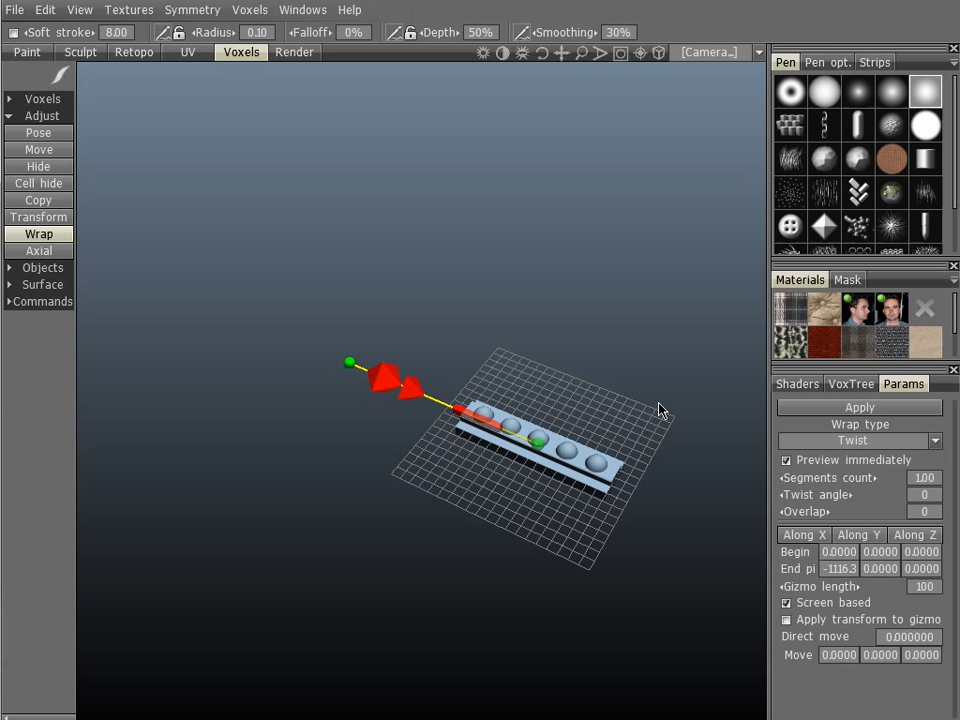 File Edit View Textures Symmetry Voxels Windows Help
Soft stroke: 8.00 Radius: 0.10 Falloff: 0% Depth: 50% Smoothing: 30%
Paint Sculpt Retopo UV Voxels Render [Camera_]
Voxels
Adjust
Pose
Move
Hide
Cell hide
Copy
Transform
Wrap
Axial
Objects
Surface
Commands
Pen Pen opt. Strips
Materials Mask
Shaders VoxTree Params
Apply
Wrap type
Twist
Preview immediately
Segments count 1.00
Twist angle 0
Overlap 0
Along X Along Y Along Z
Begin 0.0000 0.0000 0.0000
End pi -1116.3 0.0000 0.0000
Gizmo length 100
Screen based
Apply transform to gizmo
Direct move 0.000000
Move 0.0000 0.0000 0.0000